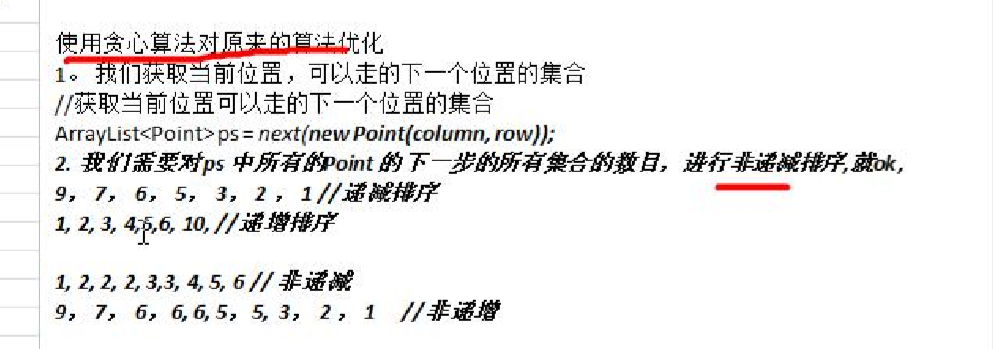 使用贪心算法对原来的算法优化
1。 我们获取当前位置，可以走的下一个位置的集合
//获取当前位置可以走的下一个位置的集合
ArrayList<Point> ps = next(new Point(column, row));
2. 我们需要对ps 中所有的Point 的下一步的所有集合的数目，进行非递减排序,就ok,
9， 7， 6， 5， 3， 2 ， 1 // 递减排序
1, 2, 3, 4,5,6, 10, // 递增排序
1, 2, 2, 2, 3,3, 4, 5, 6 // 非递减
9， 7， 6， 6, 6, 5， 5, 3， 2 ， 1 // 非递增